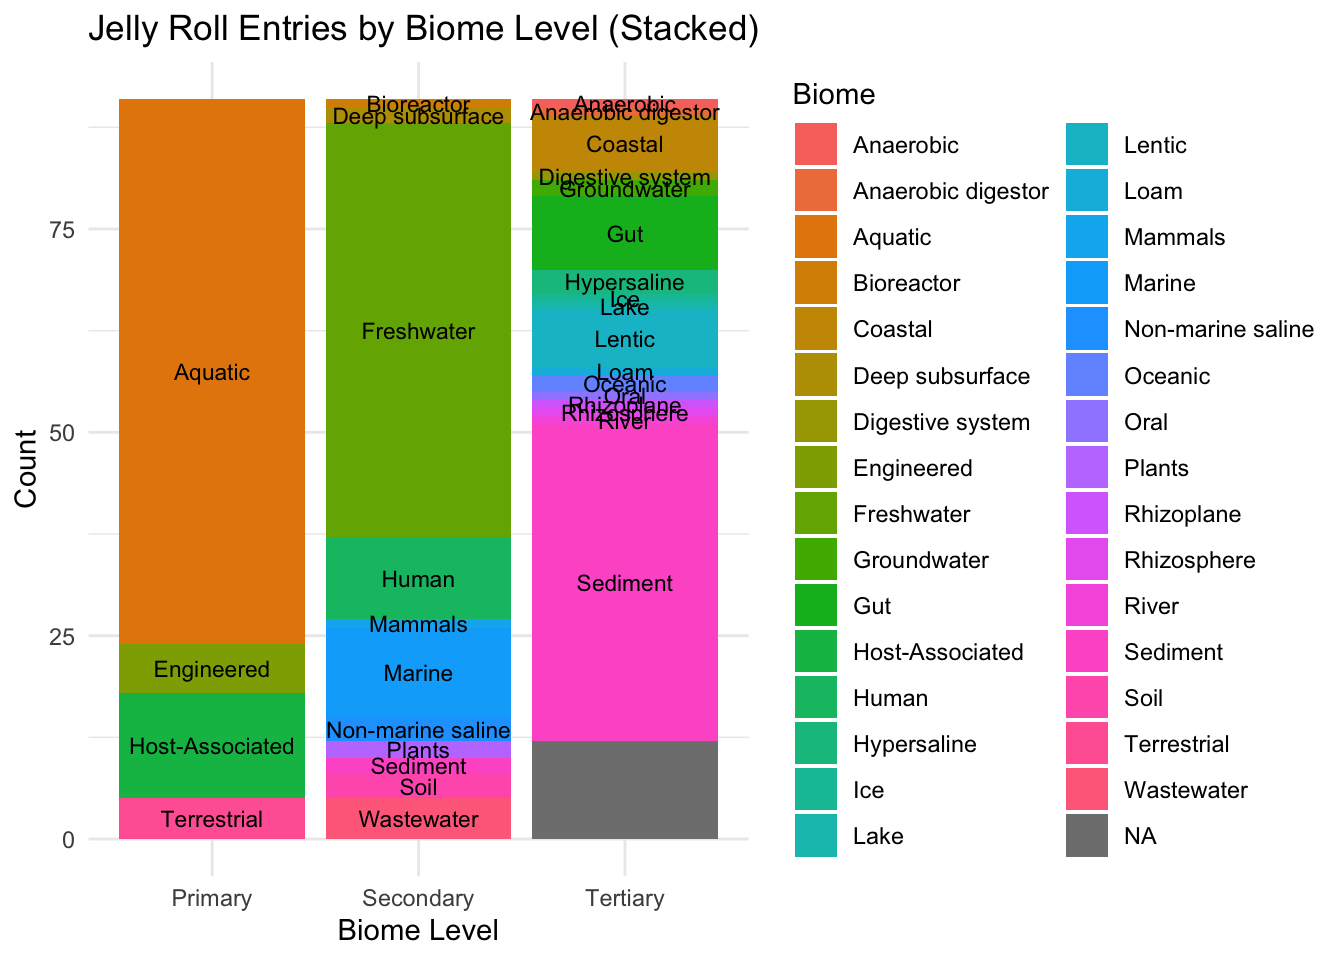 Jelly Roll Entries by Biome Level (Stacked)
Count
75
50
25
0
Aquatic
Engineered
Host-Associated
Terrestrial
Bioreactor
Deep subsurface
Freshwater
Human
Mammals
Marine
Non-marine saline
Plants
Sediment
Soil
Wastewater
Anaerobic
Anaerobic digestor
Coastal
Digestive system
Groundwater
Gut
Hypersaline
Ice
Lake
Lentic
Loam
Oceanic
Oral
Rhizoplane
Rhizosphere
River
Sediment
Primary
Secondary
Tertiary
Biome Level
Biome
Anaerobic
Anaerobic digestor
Aquatic
Bioreactor
Coastal
Deep subsurface
Digestive system
Engineered
Freshwater
Groundwater
Gut
Host-Associated
Human
Hypersaline
Ice
Lake
Lentic
Loam
Mammals
Marine
Non-marine saline
Oceanic
Oral
Plants
Rhizoplane
Rhizosphere
River
Sediment
Soil
Terrestrial
Wastewater
NA